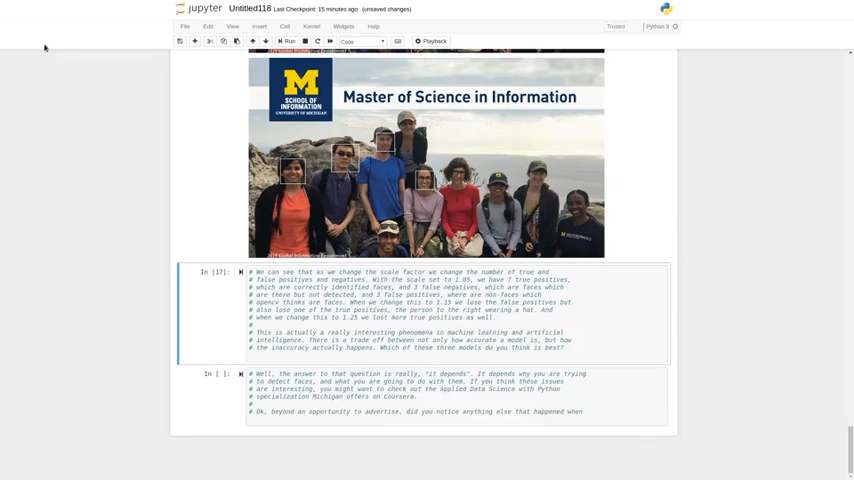 jupyter Untitled118 Last Checkpoint: 15 minutes ago (unsaved changes)
File Edit View Insert Cell Kernel Widgets Help Trusted Python 3
Run Code Playback
M
SCHOOL OF
INFORMATION
UNIVERSITY OF MICHIGAN
Master of Science in Information
2019 Information Department
In [17]:
# We can see that as we change the scale factor we change the number of true and
# false positives and negatives. With the scale set to 1.05, we have 7 true positives,
# which are correctly identified faces, and 3 false negatives, which are faces which
# are there but not detected, and 3 false positives, where are non-faces which
# opencv thinks are faces. When we change this to 1.15 we lose the false positives but
# also lose one of the true positives, the person to the right wearing a hat. And
# when we change this to 1.25 we lost more true positives as well.
#
# This is actually a really interesting phenomena in machine learning and artificial
# intelligence. There is a trade off between not only how accurate a model is, but how
# the inaccuracy actually happens. Which of these three models do you think is best?
In [ ]:
# Well, the answer to that question is really, "it depends". It depends why you are trying
# to detect faces, and what you are going to do with them. If you think these issues
# are interesting, you might want to check out the Applied Data Science with Python
# specialization Michigan offers on Coursera.
#
# Ok, beyond an opportunity to advertise, did you notice anything else that happened when